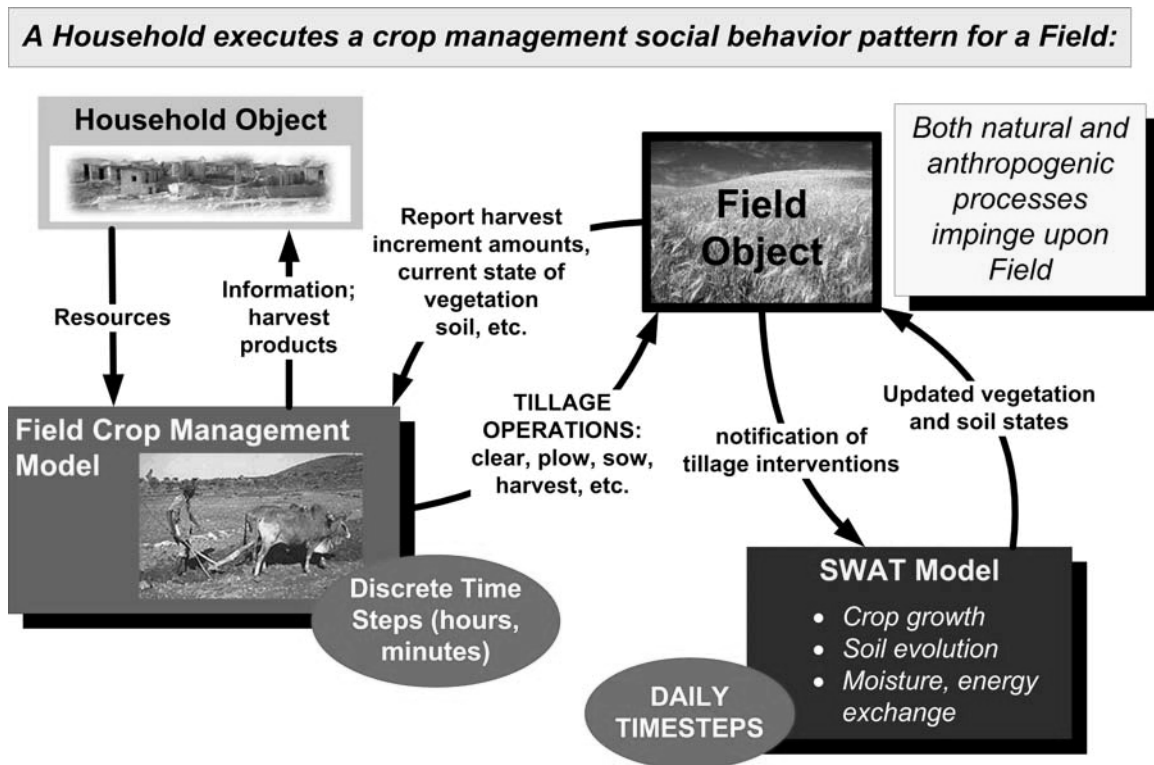 A Household executes a crop management social behavior pattern for a Field:
Household Object
Both natural and
anthropogenic
processes
impinge upon
Field
Field
Object
Report harvest
increment amounts,
current state of
vegetation
soil, etc.
Resources
Information;
harvest
products
Field Crop Management
Model
TILLAGE
OPERATIONS:
clear, plow, sow,
harvest, etc.
notification of
tillage interventions
Updated vegetation
and soil states
Discrete Time
Steps (hours,
minutes)
SWAT Model
• Crop growth
• Soil evolution
• Moisture, energy
exchange
DAILY
TIMESTEPS